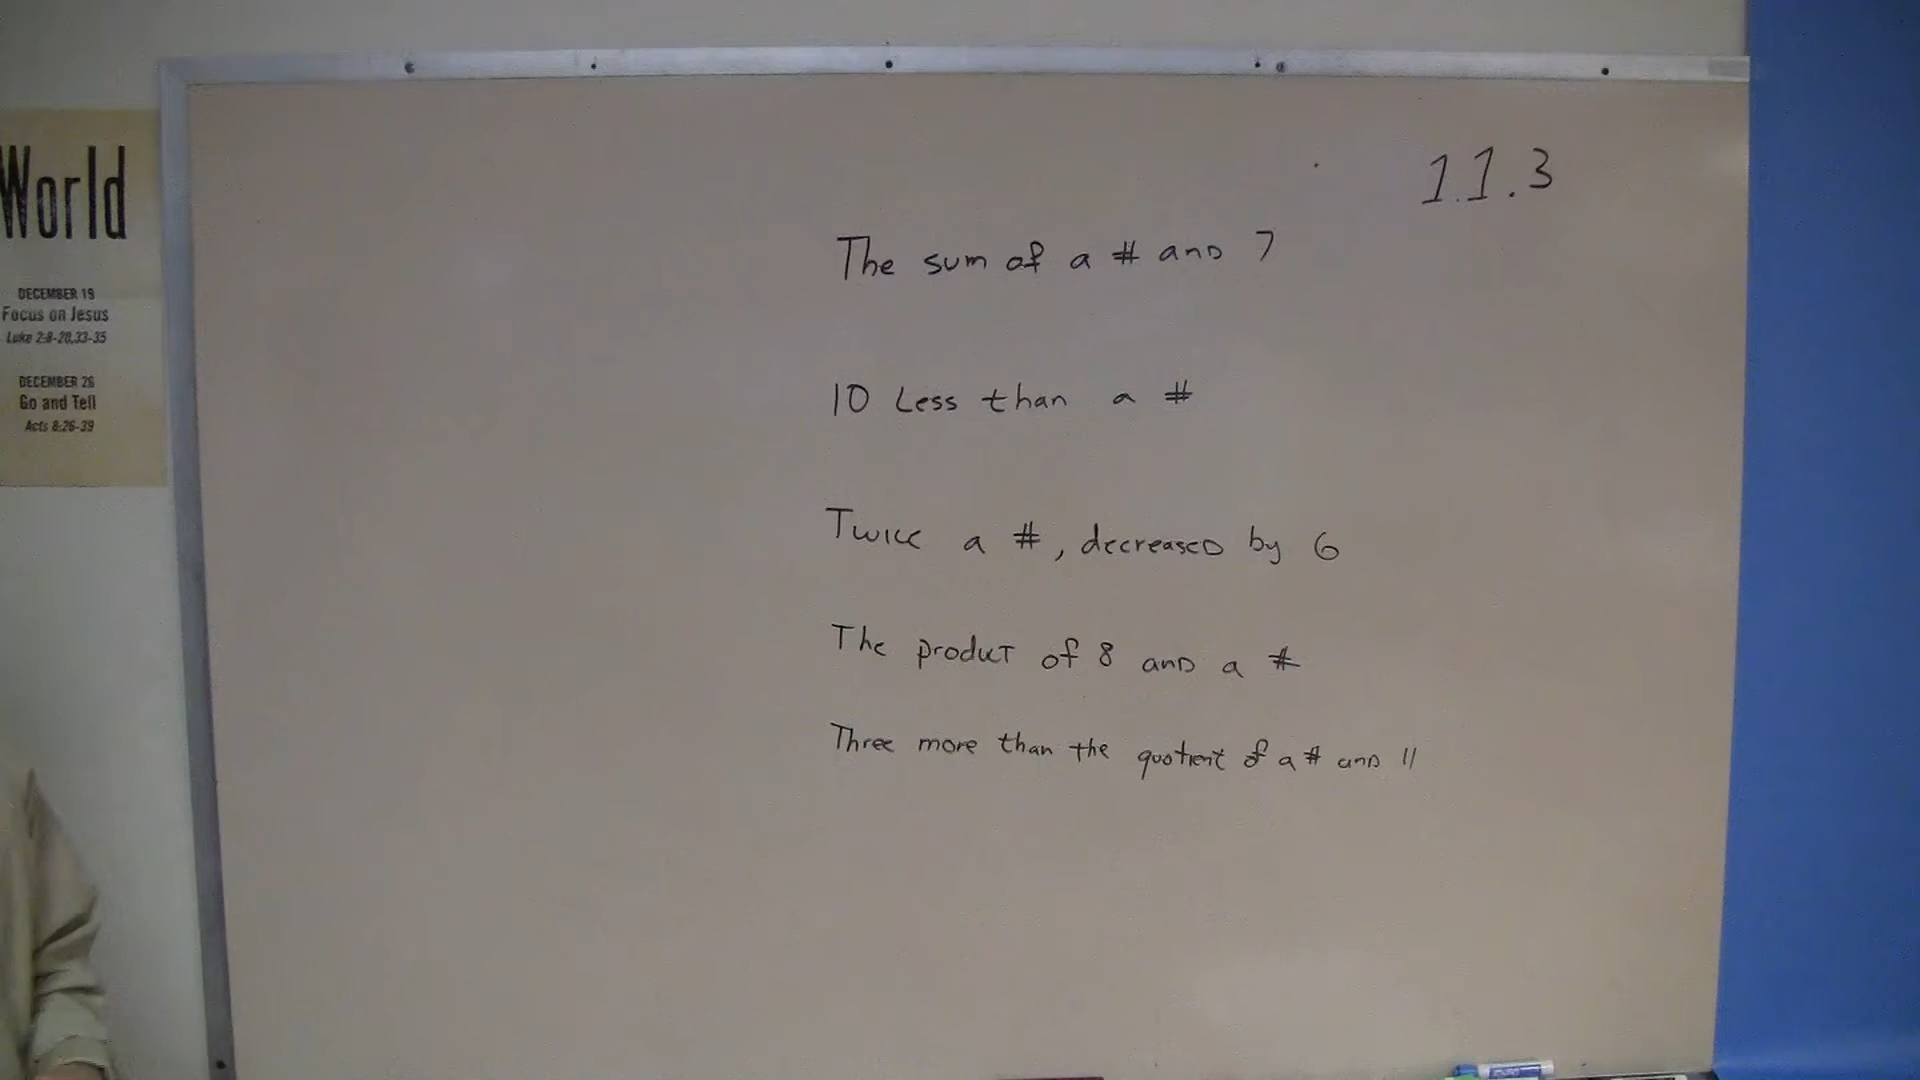 World
DECEMBER 19
Focus on Jesus
Luke 2:8-20,33-35
DECEMBER 26
Go and Tell
Acts 8:26-39
1.1.3
The sum of a # and 7
10 Less than a #
Twice a #, decreased by 6
The product of 8 and a #
Three more than the quotient of a # and 11